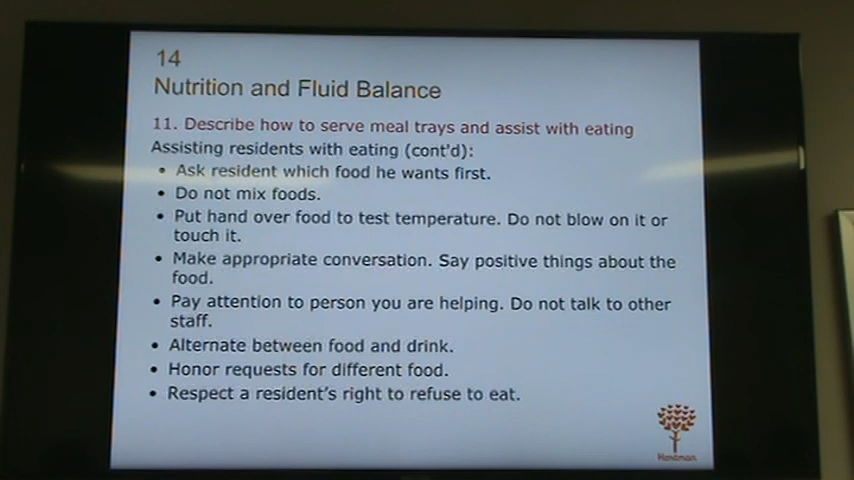 14
Nutrition and Fluid Balance
11. Describe how to serve meal trays and assist with eating
Assisting residents with eating (cont'd):
• Ask resident which food he wants first.
• Do not mix foods.
• Put hand over food to test temperature. Do not blow on it or
touch it.
• Make appropriate conversation. Say positive things about the
food.
• Pay attention to person you are helping. Do not talk to other
staff.
• Alternate between food and drink.
• Honor requests for different food.
• Respect a resident's right to refuse to eat.
Hartman